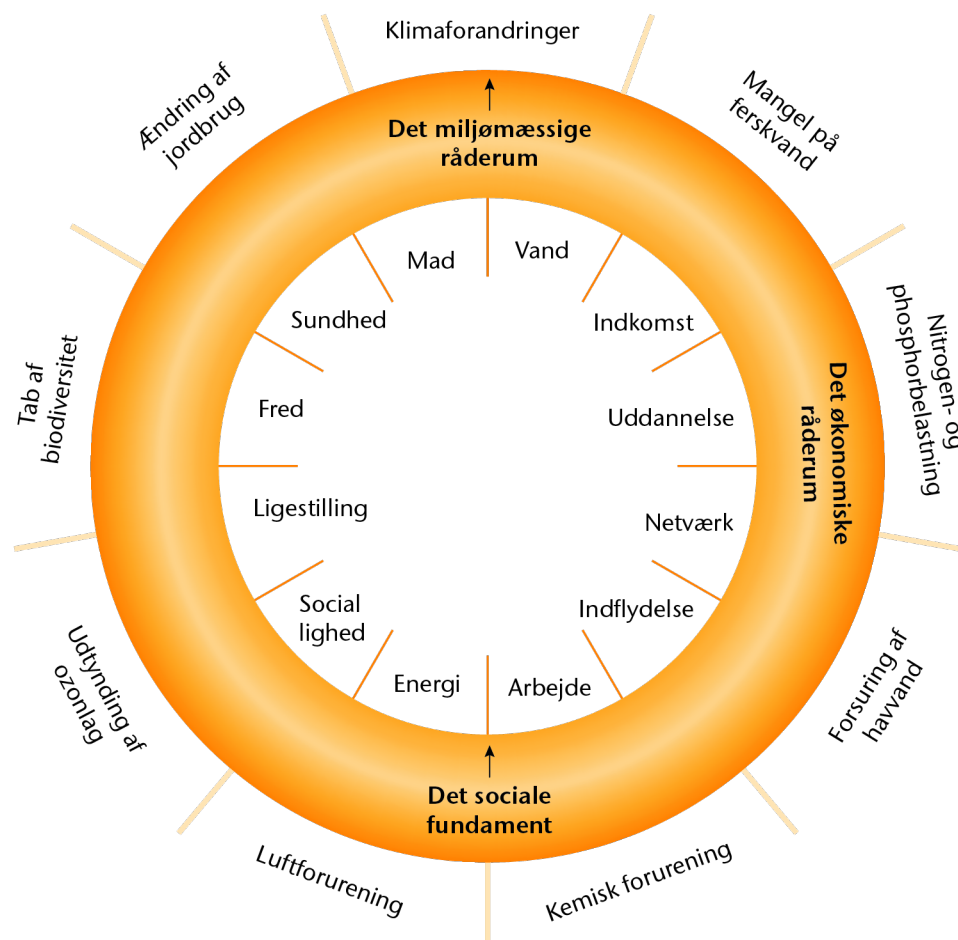 Klimaforandringer
Mangel på
ferskvand
Nitrogen- og
phosphorbelastning
Forsuring af
havvand
Kemisk forurening
Luftforurening
Udtynding af
ozonlag
Tab af
biodiversitet
Ændring af
jordbrug
Det miljømæssige
råderum
Det økonomiske
råderum
Det sociale
fundament
Mad
Vand
Indkomst
Uddannelse
Netværk
Indflydelse
Arbejde
Energi
Social
lighed
Ligestilling
Fred
Sundhed